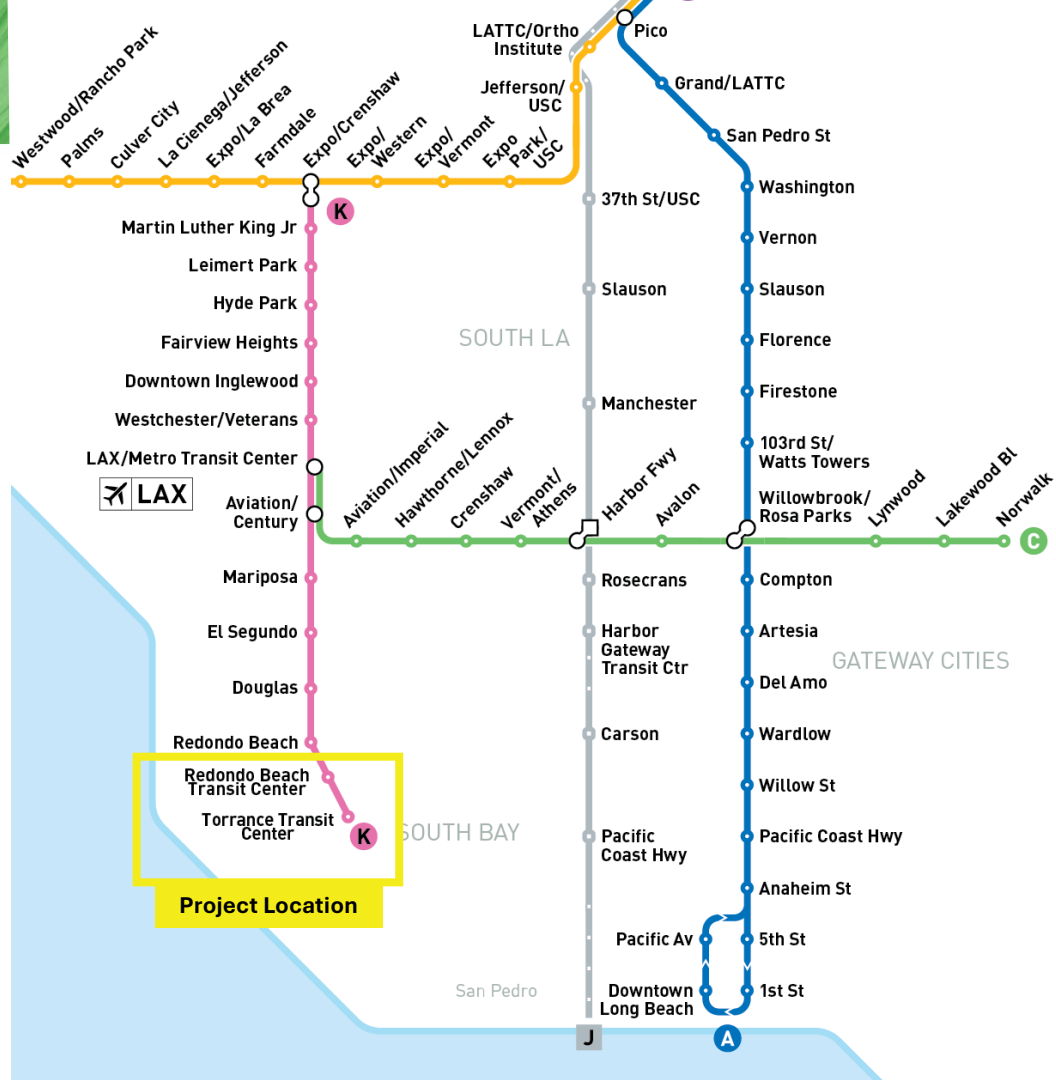 LATTC/Ortho
Institute
Pico
Jefferson/
USC
Grand/LATTC
San Pedro St
Westwood/Rancho Park
Palms
Culver City
La Cienega/Jefferson
Expo/La Brea
Farmdale
Expo/Crenshaw
Expo/
Western
Expo/
Vermont
Expo
Park/
USC
Washington
K
37th St/USC
Martin Luther King Jr
Vernon
Leimert Park
Slauson
Slauson
Hyde Park
SOUTH LA
Florence
Fairview Heights
Downtown Inglewood
Firestone
Manchester
Westchester/Veterans
103rd St/
Watts Towers
LAX/Metro Transit Center
LAX
Aviation/
Century
Aviation/Imperial
Hawthorne/Lennox
Crenshaw
Vermont/
Athens
Harbor Fwy
Avalon
Willowbrook/
Rosa Parks
Lynwood
Lakewood Bl
Norwalk
C
Mariposa
Rosecrans
Compton
El Segundo
Harbor
Gateway
Transit Ctr
Artesia
GATEWAY CITIES
Douglas
Del Amo
Redondo Beach
Carson
Wardlow
Redondo Beach
Transit Center
Willow St
Torrance Transit
Center
K
SOUTH BAY
Pacific
Coast Hwy
Pacific Coast Hwy
Anaheim St
Project Location
Pacific Av
5th St
San Pedro
Downtown
Long Beach
1st St
J
A